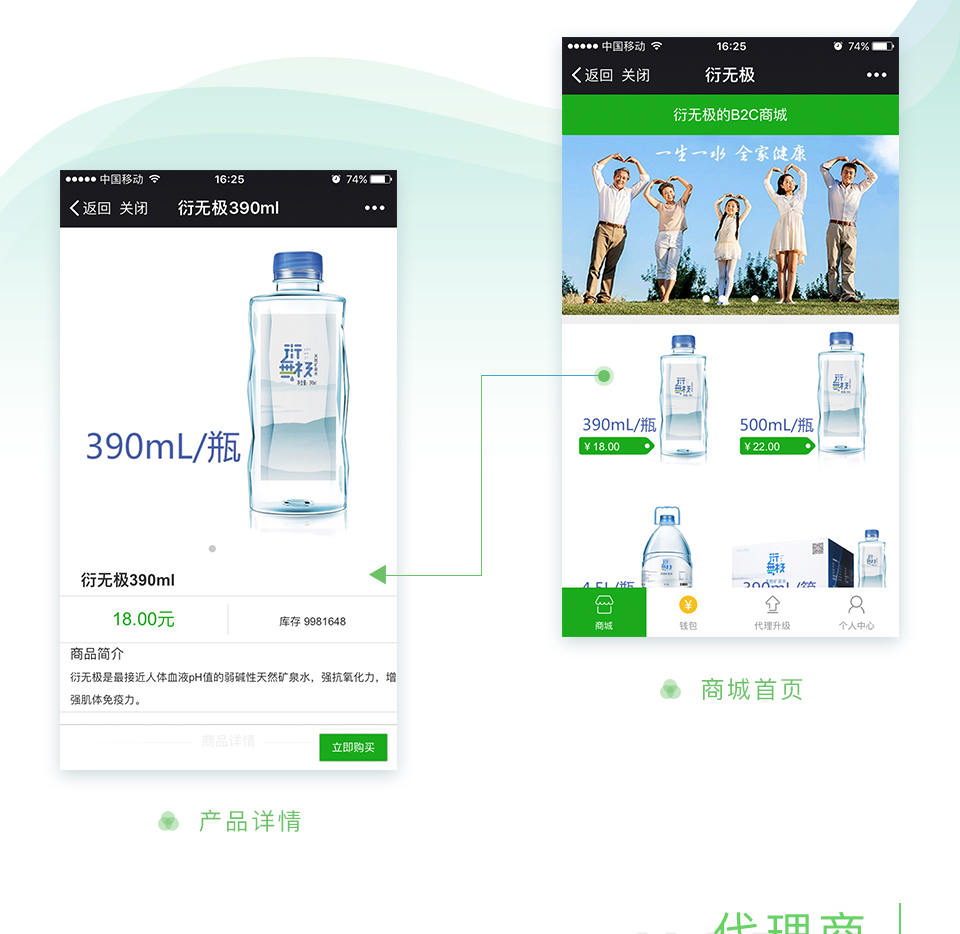 中国移动 16:25 74%
返回 关闭 衍无极
衍无极的B2C商城
一生一水 全家健康
390mL/瓶
¥18.00
500mL/瓶
¥22.00
4.5L/瓶
390mL/箱
商城 钱包 代理升级 个人中心
商城首页
中国移动 16:25 74%
返回 关闭 衍无极390ml
衍無极
390mL/瓶
衍无极390ml
18.00元 库存 9981648
商品简介
衍无极是最接近人体血液pH值的弱碱性天然矿泉水，强抗氧化力，增
强肌体免疫力。
商品详情
立即购买
产品详情
代理商